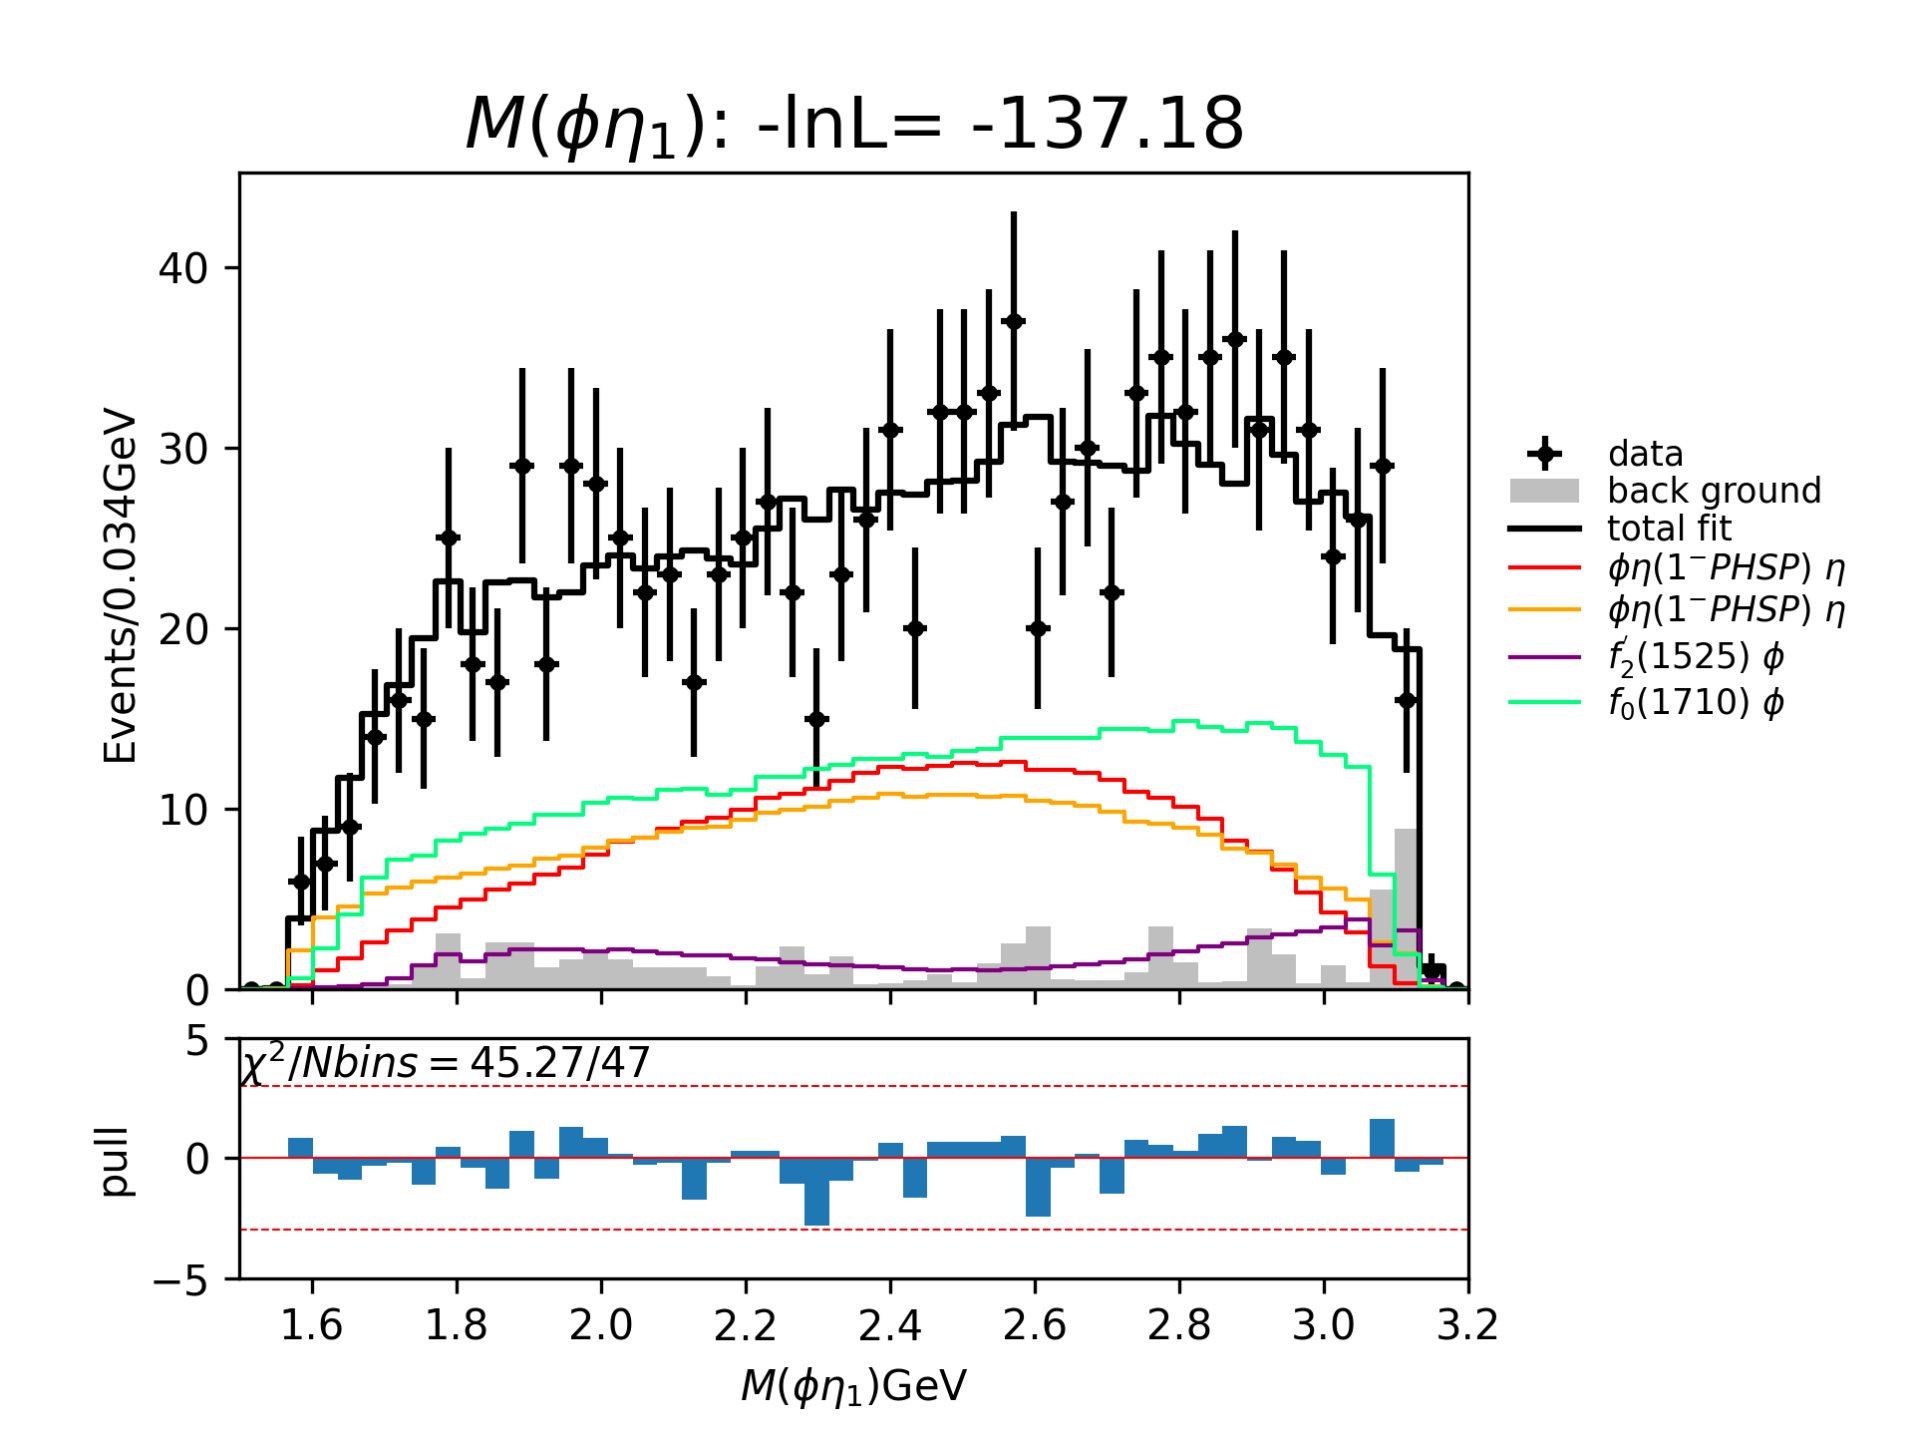 M(ϕη₁): -lnL= -137.18
Events/0.034GeV
40
30
20
10
0
data
back ground
total fit
ϕη(1⁻PHSP) η
ϕη(1⁻PHSP) η
f₂′(1525) ϕ
f₀(1710) ϕ
χ²/Nbins = 45.27/47
pull
5
0
−5
1.6 1.8 2.0 2.2 2.4 2.6 2.8 3.0 3.2
M(ϕη₁)GeV